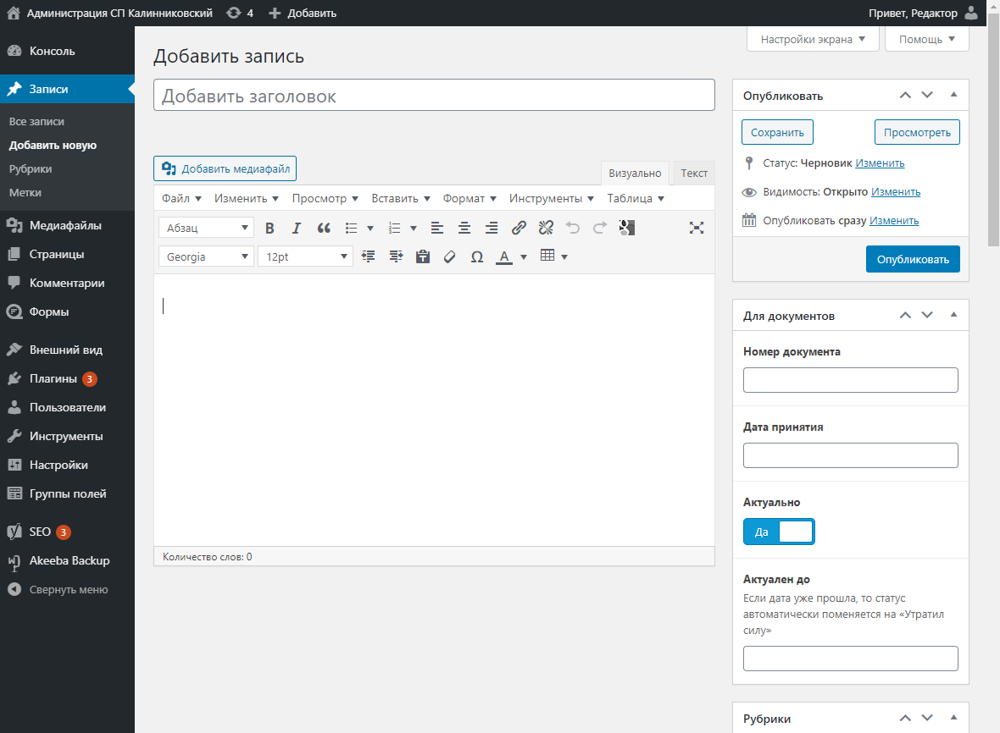 Администрация СП Калинниковский
4
Добавить
Привет, Редактор
Консоль
Записи
Все записи
Добавить новую
Рубрики
Метки
Медиафайлы
Страницы
Комментарии
Формы
Внешний вид
Плагины 3
Пользователи
Инструменты
Настройки
Группы полей
SEO 3
Akeeba Backup
Свернуть меню
Настройки экрана
Помощь
Добавить запись
Добавить заголовок
Добавить медиафайл
Визуально
Текст
Файл Изменить Просмотр Вставить Формат Инструменты Таблица
Абзац
Georgia
12pt
Количество слов: 0
Опубликовать
Сохранить
Просмотреть
Статус: Черновик Изменить
Видимость: Открыто Изменить
Опубликовать сразу Изменить
Опубликовать
Для документов
Номер документа
Дата принятия
Актуально
Да
Актуален до
Если дата уже прошла, то статус
автоматически поменяется на «Утратил
силу»
Рубрики